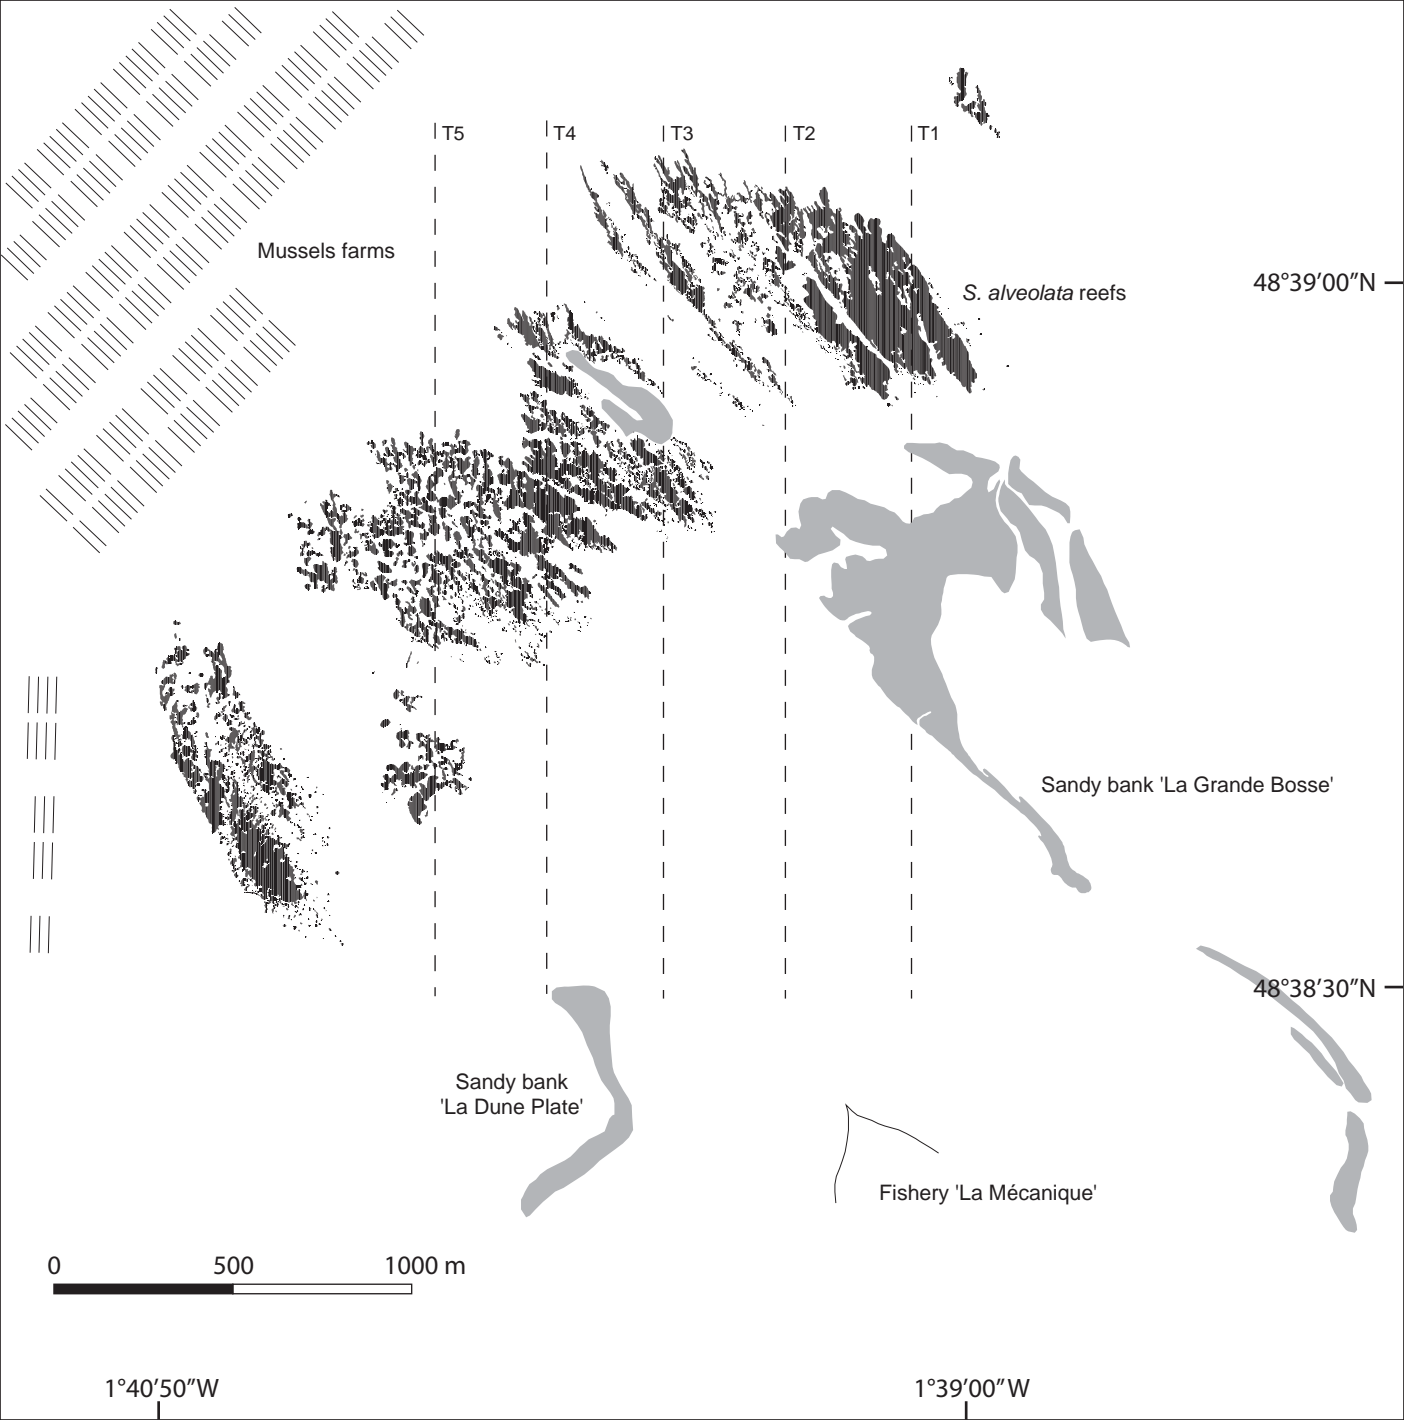 T5
T4
T3
T2
T1
Mussels farms
S. alveolata reefs
48°39′00″N
Sandy bank 'La Grande Bosse'
48°38′30″N
Sandy bank
'La Dune Plate'
Fishery 'La Mécanique'
0 500 1000 m
1°40′50″W 1°39′00″W